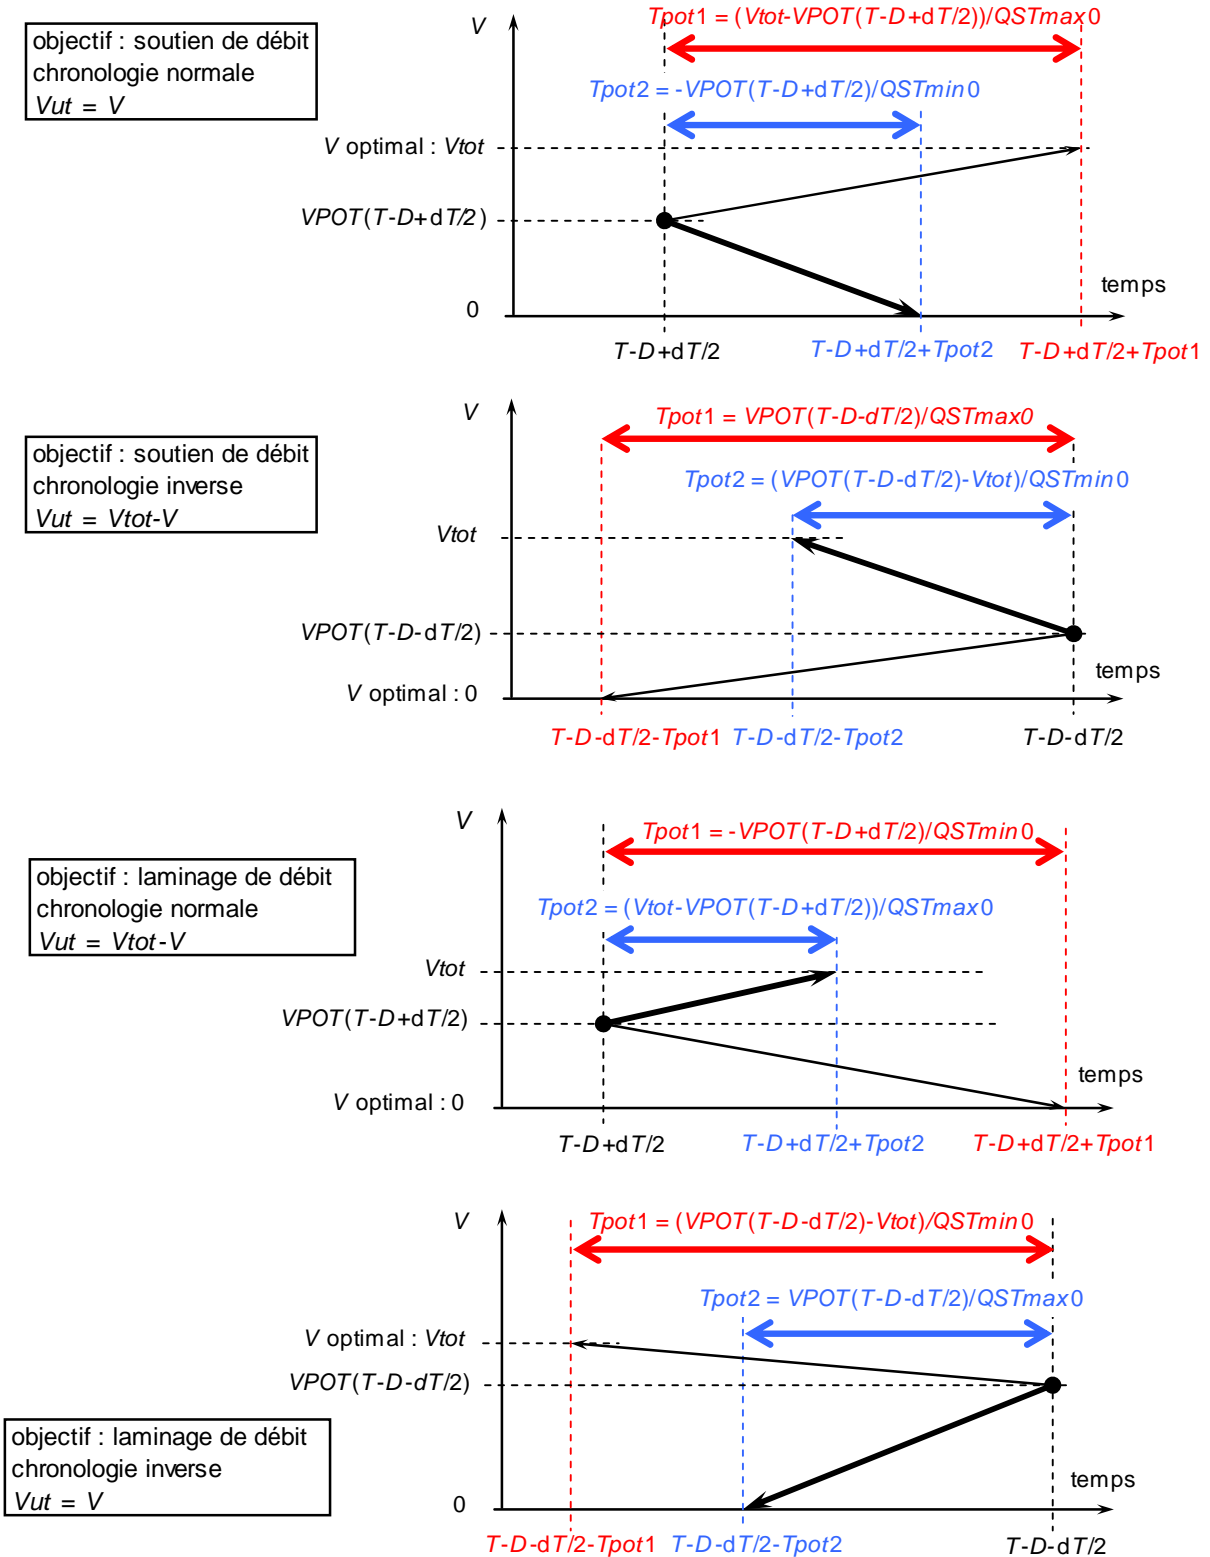 objectif : soutien de débit
chronologie normale
Vut = V
V
Tpot1 = (Vtot-VPOT(T-D+dT/2))/QSTmax0
Tpot2 = -VPOT(T-D+dT/2)/QSTmin0
V optimal : Vtot
VPOT(T-D+dT/2)
temps
0
T-D+dT/2
T-D+dT/2+Tpot2
T-D+dT/2+Tpot1
objectif : soutien de débit
chronologie inverse
Vut = Vtot-V
V
Tpot1 = VPOT(T-D-dT/2)/QSTmax0
Tpot2 = (VPOT(T-D-dT/2)-Vtot)/QSTmin0
Vtot
VPOT(T-D-dT/2)
temps
V optimal : 0
T-D-dT/2-Tpot1
T-D-dT/2-Tpot2
T-D-dT/2
objectif : laminage de débit
chronologie normale
Vut = Vtot-V
V
Tpot1 = -VPOT(T-D+dT/2)/QSTmin0
Tpot2 = (Vtot-VPOT(T-D+dT/2))/QSTmax0
Vtot
VPOT(T-D+dT/2)
temps
V optimal : 0
T-D+dT/2
T-D+dT/2+Tpot2
T-D+dT/2+Tpot1
V
Tpot1 = (VPOT(T-D-dT/2)-Vtot)/QSTmin0
Tpot2 = VPOT(T-D-dT/2)/QSTmax0
V optimal : Vtot
VPOT(T-D-dT/2)
objectif : laminage de débit
chronologie inverse
Vut = V
temps
0
T-D-dT/2-Tpot1
T-D-dT/2-Tpot2
T-D-dT/2